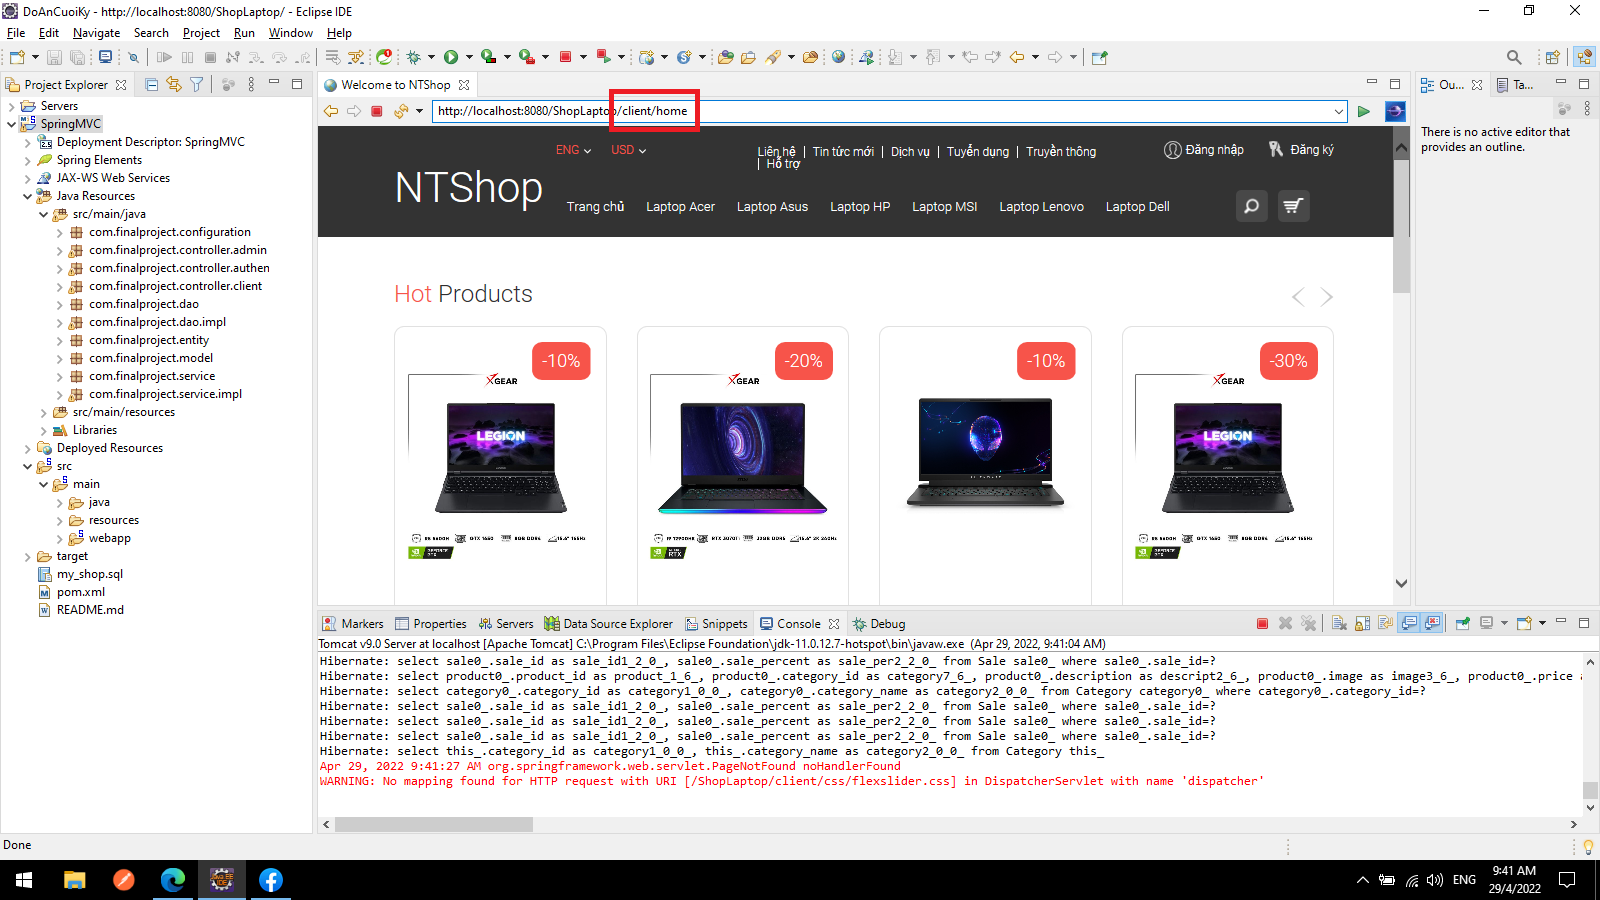 DoAnCuoiKy - http://localhost:8080/ShopLaptop/ - Eclipse IDE
File Edit Navigate Search Project Run Window Help
Project Explorer
Servers
SpringMVC
Deployment Descriptor: SpringMVC
Spring Elements
JAX-WS Web Services
Java Resources
src/main/java
com.finalproject.configuration
com.finalproject.controller.admin
com.finalproject.controller.authen
com.finalproject.controller.client
com.finalproject.dao
com.finalproject.dao.impl
com.finalproject.entity
com.finalproject.model
com.finalproject.service
com.finalproject.service.impl
src/main/resources
Libraries
Deployed Resources
src
main
java
resources
webapp
target
my_shop.sql
pom.xml
README.md
Welcome to NTShop
http://localhost:8080/ShopLaptop/client/home
ENG USD
Liên hệ | Tin tức mới | Dịch vụ | Tuyển dụng | Truyền thông
| Hỗ trợ
Đăng nhập Đăng ký
NTShop
Trang chủ Laptop Acer Laptop Asus Laptop HP Laptop MSI Laptop Lenovo Laptop Dell
Hot Products
-10% -20% -10% -30%
XGEAR XGEAR XGEAR
LEGION LEGION
Ou... Ta...
There is no active editor that
provides an outline.
Markers Properties Servers Data Source Explorer Snippets Console Debug
Tomcat v9.0 Server at localhost [Apache Tomcat] C:\Program Files\Eclipse Foundation\jdk-11.0.12.7-hotspot\bin\javaw.exe (Apr 29, 2022, 9:41:04 AM)
Hibernate: select sale0_.sale_id as sale_id1_2_0_, sale0_.sale_percent as sale_per2_2_0_ from Sale sale0_ where sale0_.sale_id=?
Hibernate: select product0_.product_id as product_1_6_, product0_.category_id as category7_6_, product0_.description as descript2_6_, product0_.image as image3_6_, product0_.price a
Hibernate: select category0_.category_id as category1_0_0_, category0_.category_name as category2_0_0_ from Category category0_ where category0_.category_id=?
Hibernate: select sale0_.sale_id as sale_id1_2_0_, sale0_.sale_percent as sale_per2_2_0_ from Sale sale0_ where sale0_.sale_id=?
Hibernate: select sale0_.sale_id as sale_id1_2_0_, sale0_.sale_percent as sale_per2_2_0_ from Sale sale0_ where sale0_.sale_id=?
Hibernate: select sale0_.sale_id as sale_id1_2_0_, sale0_.sale_percent as sale_per2_2_0_ from Sale sale0_ where sale0_.sale_id=?
Hibernate: select this_.category_id as category1_0_0_, this_.category_name as category2_0_0_ from Category this_
Apr 29, 2022 9:41:27 AM org.springframework.web.servlet.PageNotFound noHandlerFound
WARNING: No mapping found for HTTP request with URI [/ShopLaptop/client/css/flexslider.css] in DispatcherServlet with name 'dispatcher'
Done
ENG
9:41 AM
29/4/2022